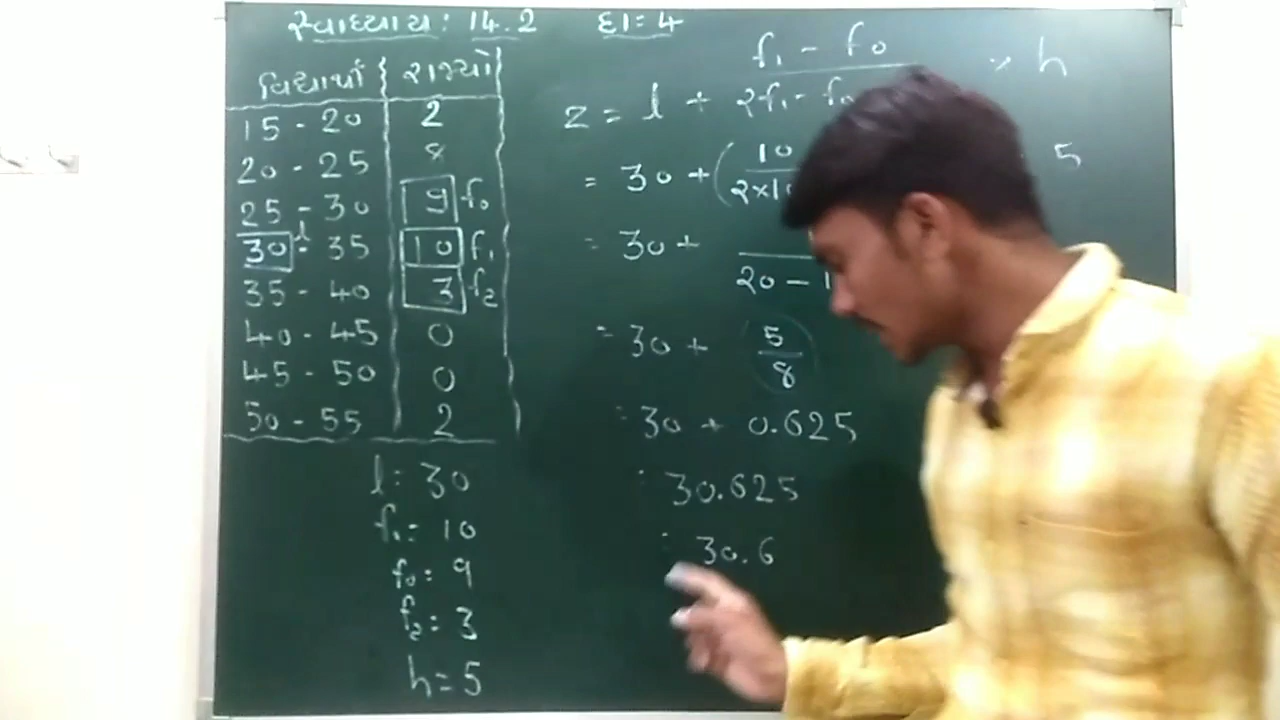 સ્વાધ્યાય : 14.2 દા = 4
વિદ્યાર્થી રાજ્યો
15 - 20 2
20 - 25 8
25 - 30 9 f₀
30 l - 35 10 f₁
35 - 40 3 f₂
40 - 45 0
45 - 50 0
50 - 55 2
l = 30
f₁ = 10
f₀ = 9
f₂ = 3
h = 5
f₁ - f₀ × h
Z = l + 2f₁ - f₀
= 30 + ( 10 5
2×10
= 30 +
20 - 1
= 30 + 5
8
= 30 + 0.625
= 30.625
= 30.6